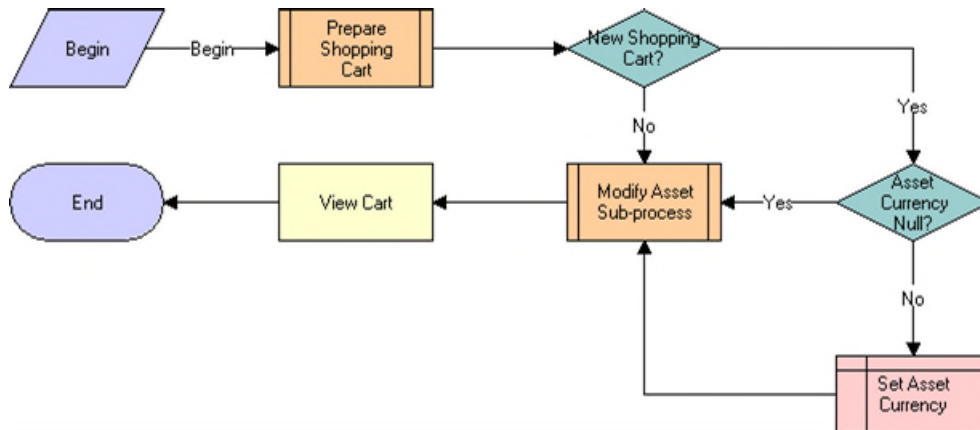 Begin
Begin
Prepare
Shopping
Cart
New Shopping
Cart?
Yes
No
End
View Cart
Modify Asset
Sub-process
Yes
Asset
Currency
Null?
No
Set Asset
Currency